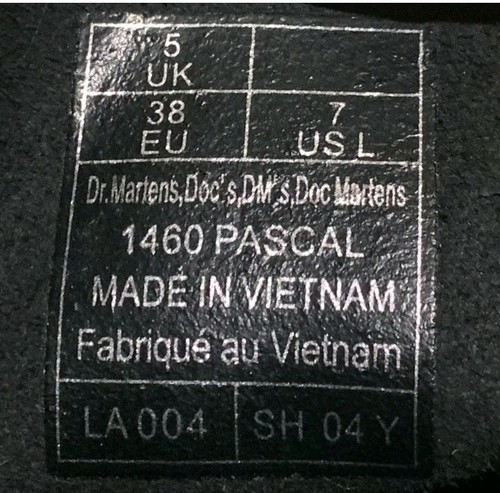 5
UK
38
EU
7
US L
Dr.Martens,Doc's,DM's,Doc Martens
1460 PASCAL
MADE IN VIETNAM
Fabriqué au Vietnam
LA 004
SH 04 Y